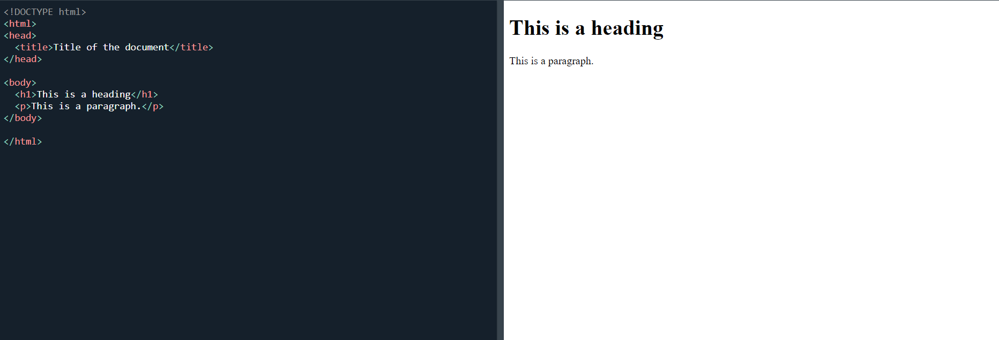 <!DOCTYPE html>
<html>
<head>
  <title>Title of the document</title>
</head>
<body>
  <h1>This is a heading</h1>
  <p>This is a paragraph.</p>
</body>
</html>
This is a heading
This is a paragraph.